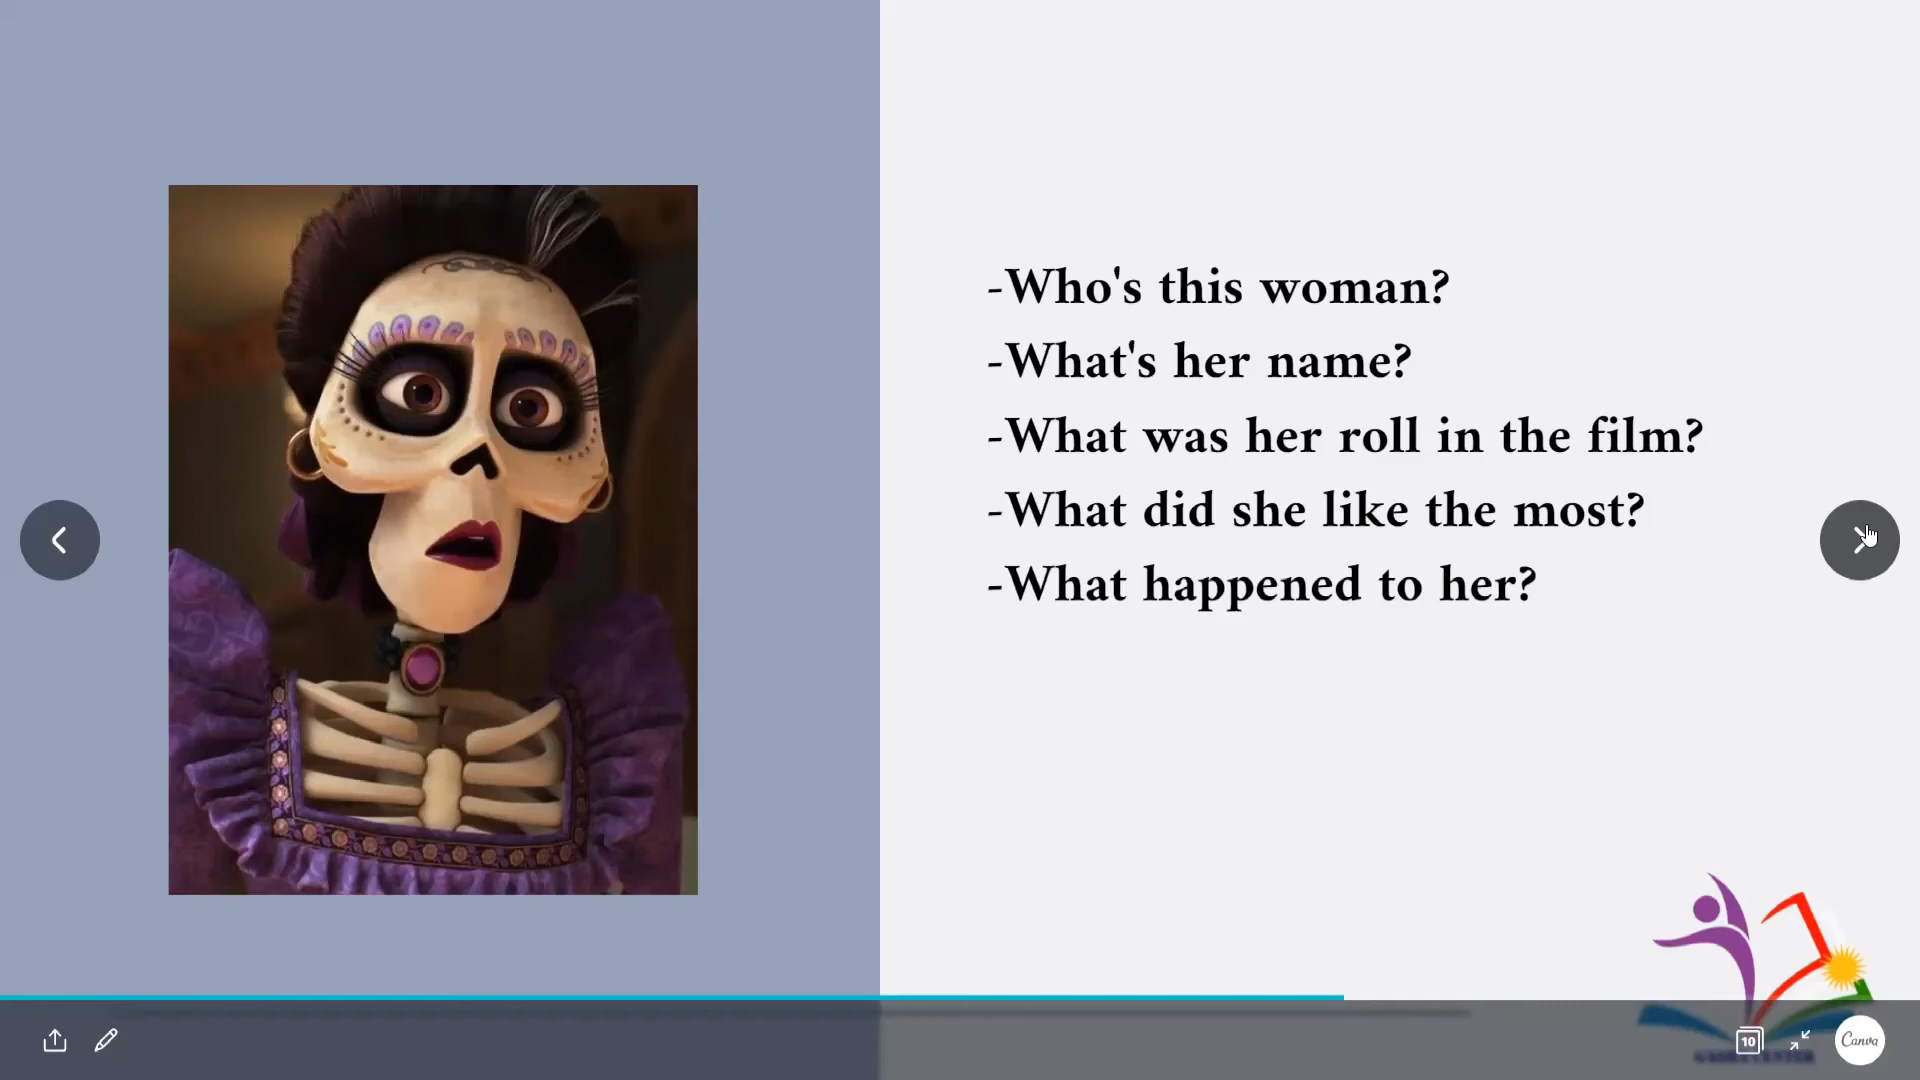 -Who's this woman?
-What's her name?
-What was her roll in the film?
-What did she like the most?
-What happened to her?
10
Canva